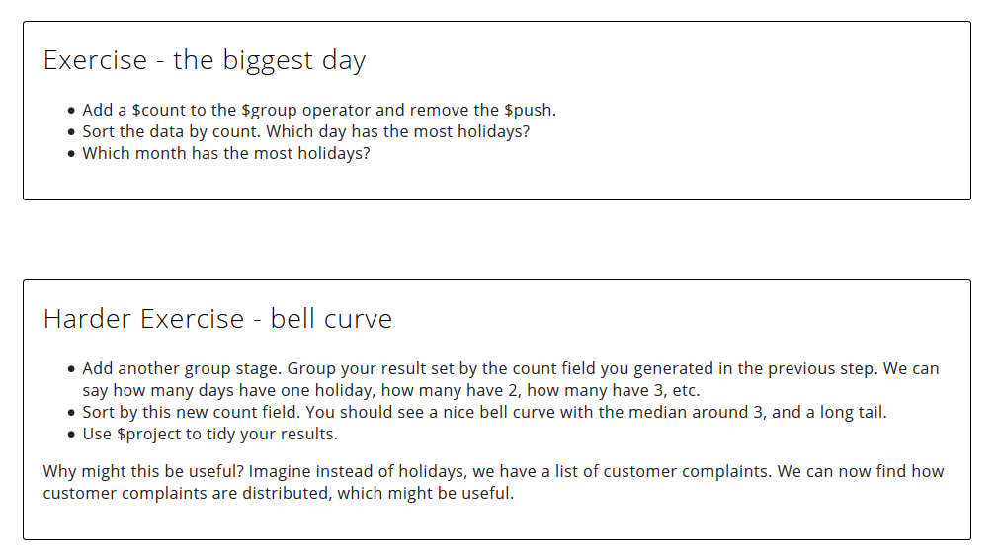 Exercise - the biggest day
● Add a $count to the $group operator and remove the $push.
● Sort the data by count. Which day has the most holidays?
● Which month has the most holidays?
Harder Exercise - bell curve
● Add another group stage. Group your result set by the count field you generated in the previous step. We can
say how many days have one holiday, how many have 2, how many have 3, etc.
● Sort by this new count field. You should see a nice bell curve with the median around 3, and a long tail.
● Use $project to tidy your results.
Why might this be useful? Imagine instead of holidays, we have a list of customer complaints. We can now find how
customer complaints are distributed, which might be useful.